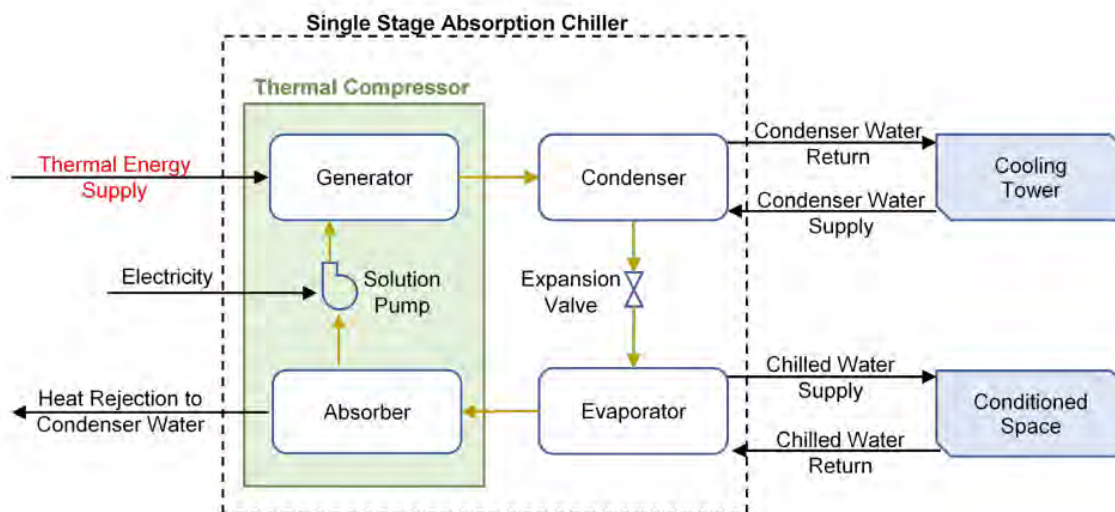 Single Stage Absorption Chiller
Thermal Compressor
Thermal Energy
Supply
Generator
Condenser
Condenser Water
Return
Condenser Water
Supply
Cooling
Tower
Electricity
Solution
Pump
Expansion
Valve
Heat Rejection to
Condenser Water
Absorber
Evaporator
Chilled Water
Supply
Chilled Water
Return
Conditioned
Space